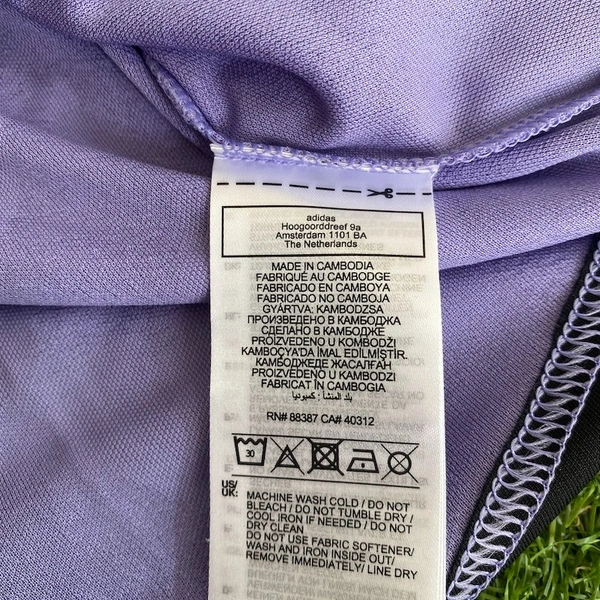 adidas
Hoogoorddreef 9a
Amsterdam 1101 BA
The Netherlands
MADE IN CAMBODIA
FABRIQUÉ AU CAMBODGE
FABRICADO EN CAMBOYA
FABRICADO NO CAMBOJA
GYÁRTVA: KAMBODZSA
ПРОИЗВЕДЕНО В КАМБОДЖА
СДЕЛАНО В КАМБОДЖЕ
PROIZVEDENO U KOMBODŽI
KAMBOÇYA'DA İMAL EDİLMİŞTİR.
КАМБОДЖЕДЕ ЖАСАЛҒАН
PROIZVEDENO U KAMBODZI
FABRICAT ÎN CAMBOGIA
بلد المنشأ : كمبوديا
RN# 88387 CA# 40312
30
US/
UK:
MACHINE WASH COLD / DO NOT
BLEACH / DO NOT TUMBLE DRY /
COOL IRON IF NEEDED / DO NOT
DRY CLEAN
DO NOT USE FABRIC SOFTENER/
WASH AND IRON INSIDE OUT/
REMOVE IMMEDIATELY/ LINE DRY